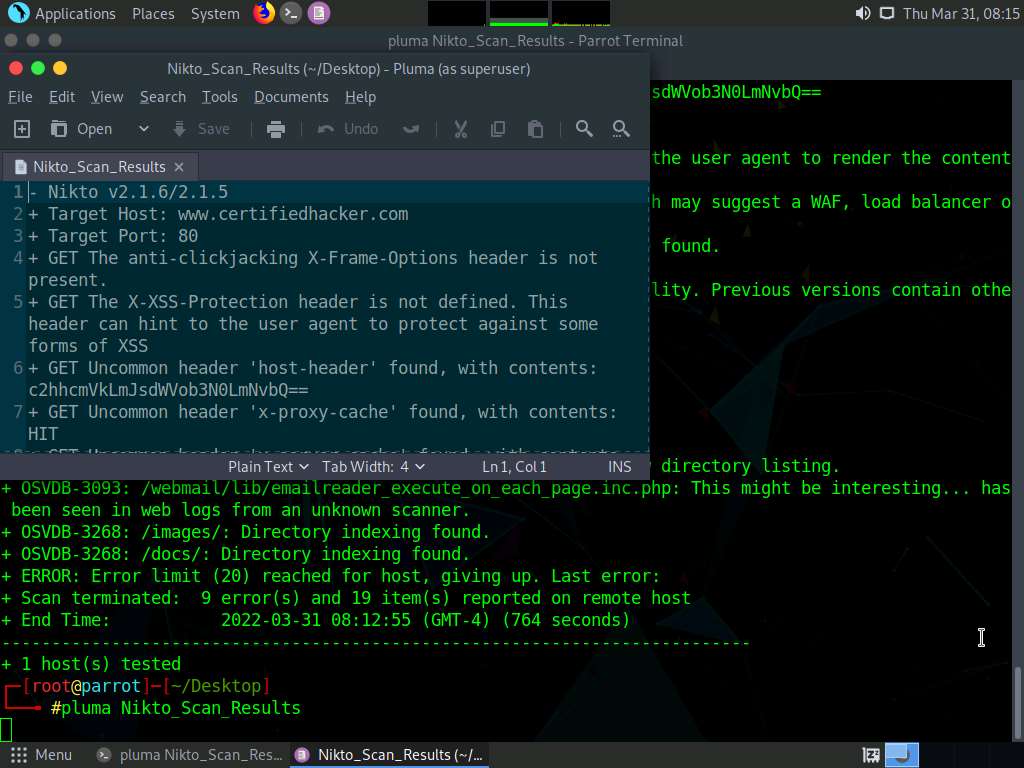 Applications Places System Thu Mar 31, 08:15
pluma Nikto_Scan_Results - Parrot Terminal
Nikto_Scan_Results (~/Desktop) - Pluma (as superuser)
File Edit View Search Tools Documents Help
Open Save Undo
Nikto_Scan_Results ×
1 - Nikto v2.1.6/2.1.5
2 + Target Host: www.certifiedhacker.com
3 + Target Port: 80
4 + GET The anti-clickjacking X-Frame-Options header is not
present.
5 + GET The X-XSS-Protection header is not defined. This
header can hint to the user agent to protect against some
forms of XSS
6 + GET Uncommon header 'host-header' found, with contents:
c2hhcmVkLmJsdWVob3N0LmNvbQ==
7 + GET Uncommon header 'x-proxy-cache' found, with contents:
HIT
Plain Text Tab Width: 4 Ln1, Col1 INS
sdWVob3N0LmNvbQ==
the user agent to render the content
h may suggest a WAF, load balancer o
found.
lity. Previous versions contain othe
directory listing.
+ OSVDB-3093: /webmail/lib/emailreader_execute_on_each_page.inc.php: This might be interesting... has
been seen in web logs from an unknown scanner.
+ OSVDB-3268: /images/: Directory indexing found.
+ OSVDB-3268: /docs/: Directory indexing found.
+ ERROR: Error limit (20) reached for host, giving up. Last error:
+ Scan terminated:  9 error(s) and 19 item(s) reported on remote host
+ End Time:           2022-03-31 08:12:55 (GMT-4) (764 seconds)
---------------------------------------------------------------------------
+ 1 host(s) tested
[root@parrot]─[~/Desktop]
#pluma Nikto_Scan_Results
Menu pluma Nikto_Scan_Res... Nikto_Scan_Results (~/...